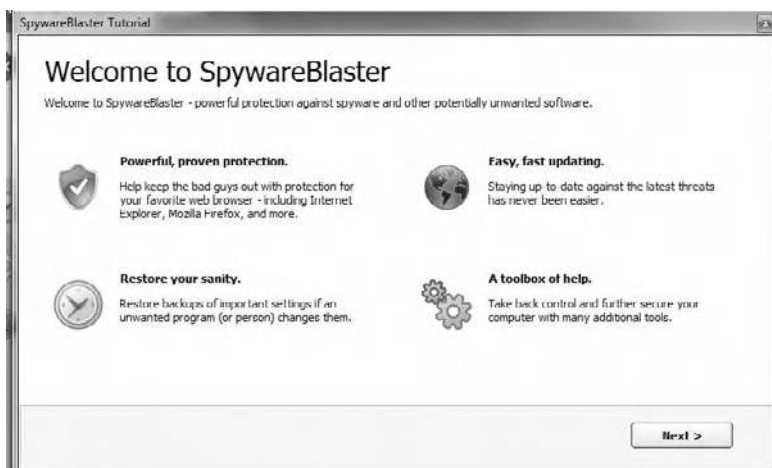 SpywareBlaster Tutorial
Welcome to SpywareBlaster
Welcome to SpywareBlaster - powerful protection against spyware and other potentially unwanted software.
Powerful, proven protection.
Help keep the bad guys out with protection for
your favorite web browser - including Internet
Explorer, Mozilla Firefox, and more.
Easy, fast updating.
Staying up-to-date against the latest threats
has never been easier.
Restore your sanity.
Restore backups of important settings if an
unwanted program (or person) changes them.
A toolbox of help.
Take back control and further secure your
computer with many additional tools.
Next >